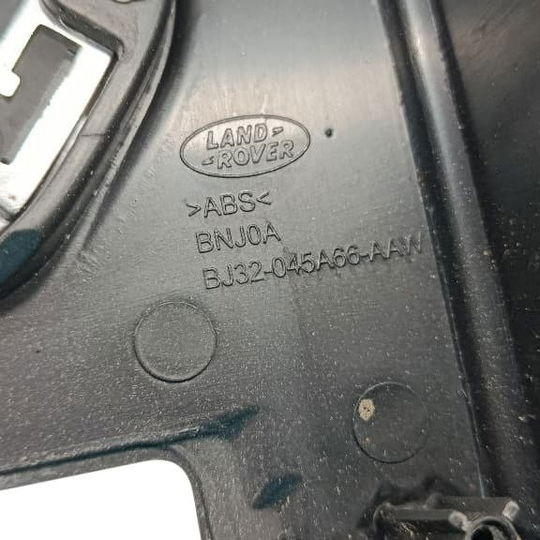 LAND
ROVER
>ABS<
BNJ0A
BJ32-045A66-AAW